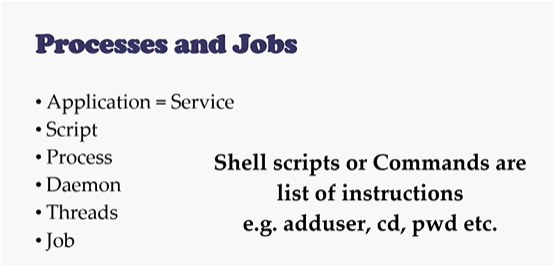 Processes and Jobs
• Application = Service
• Script
• Process
• Daemon
• Threads
• Job
Shell scripts or Commands are
list of instructions
e.g. adduser, cd, pwd etc.